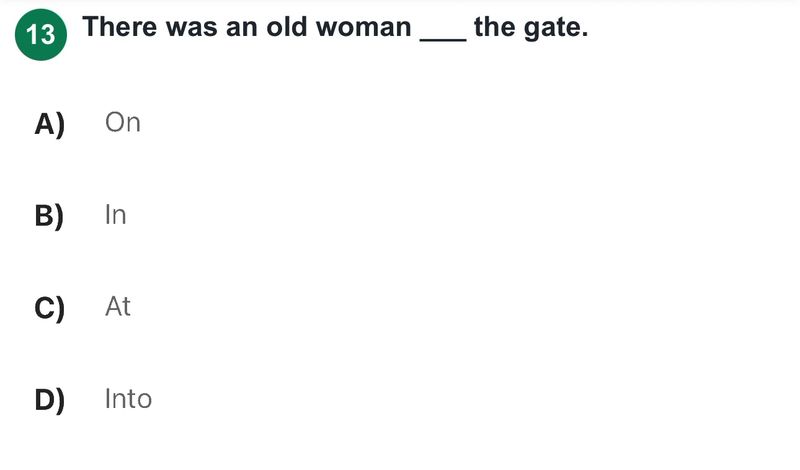 13 There was an old woman ___ the gate.
A) On
B) In
C) At
D) Into